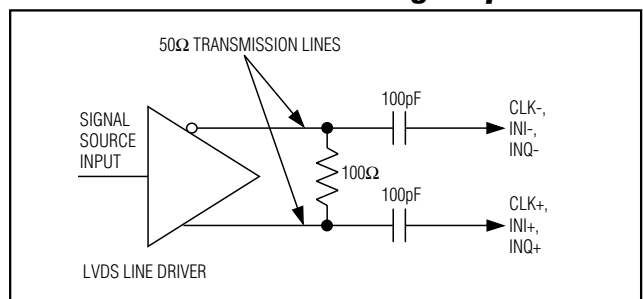 50Ω TRANSMISSION LINES
SIGNAL
SOURCE
INPUT
100pF
CLK-,
INI-,
INQ-
100Ω
100pF
CLK+,
INI+,
INQ+
LVDS LINE DRIVER